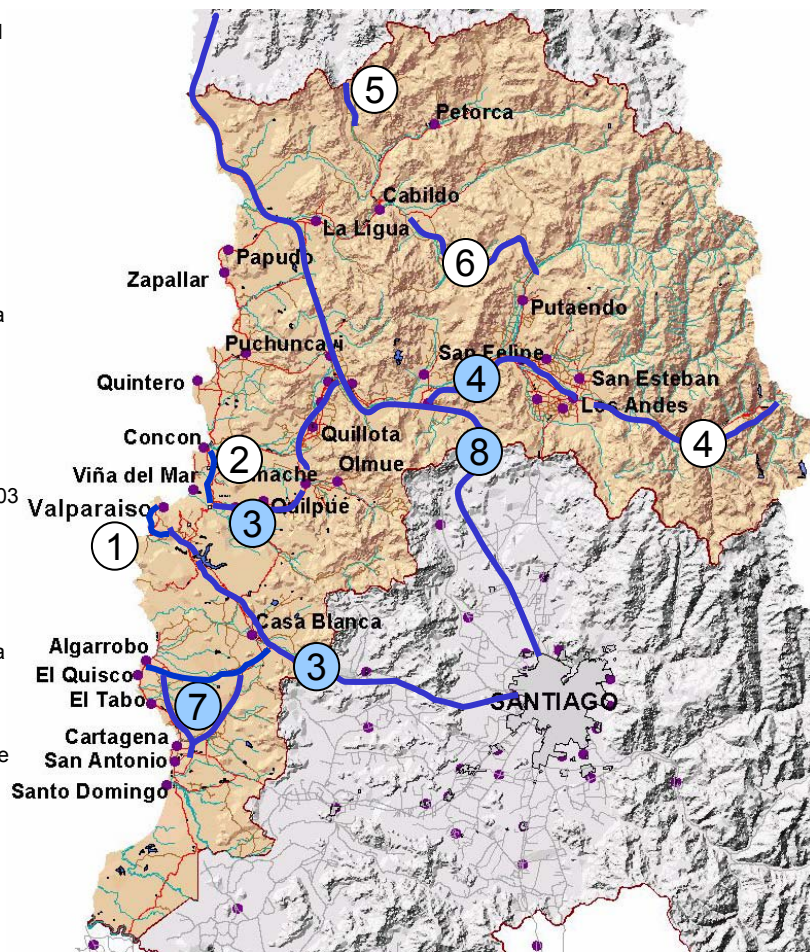 5
Petorca
Cabildo
La Ligua
Papudo
6
Zapallar
Putaendo
Puchuncavi
San Felipe
4
San Esteban
Quintero
Los Andes
Concon
Quillota
4
2
8
Olmue
Viña del Mar
03
Valparaiso
Quilpue
3
1
Casa Blanca
Algarrobo
3
El Quisco
El Tabo
7
SANTIAGO
Cartagena
San Antonio
Santo Domingo